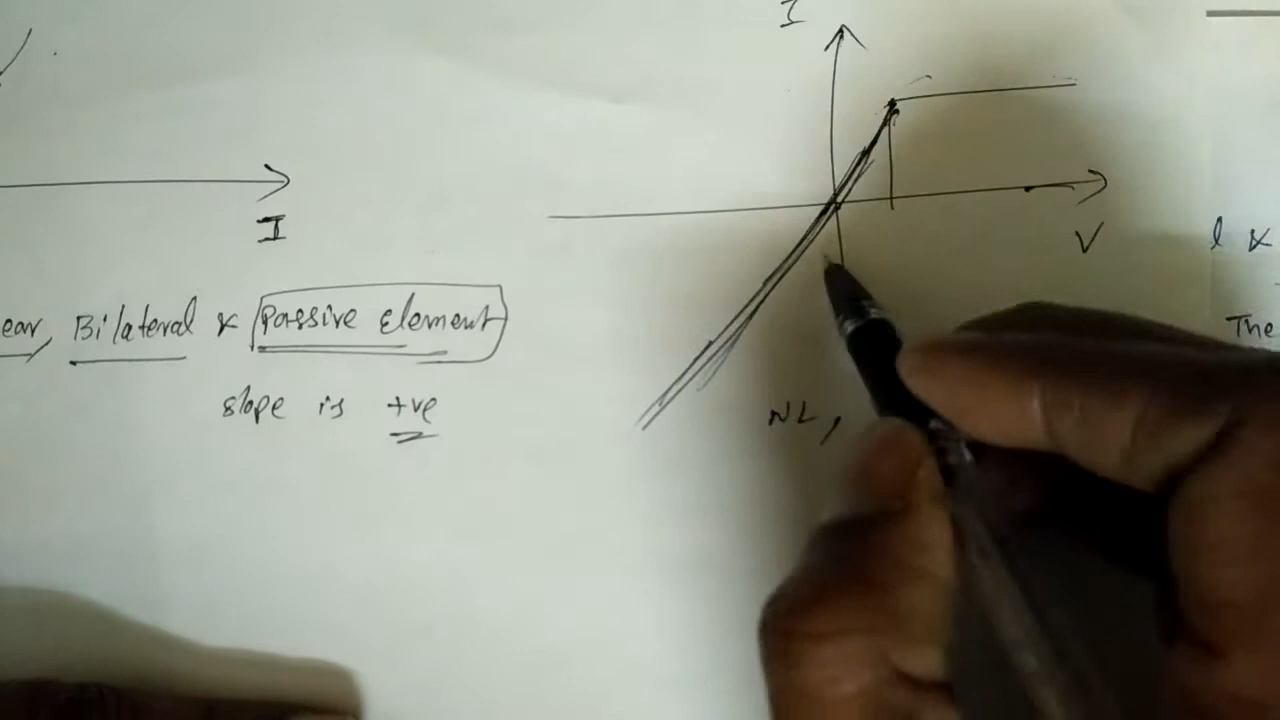 I
I
V
l &
ear, Bilateral & Passive Element
The
slope is +ve
NL,